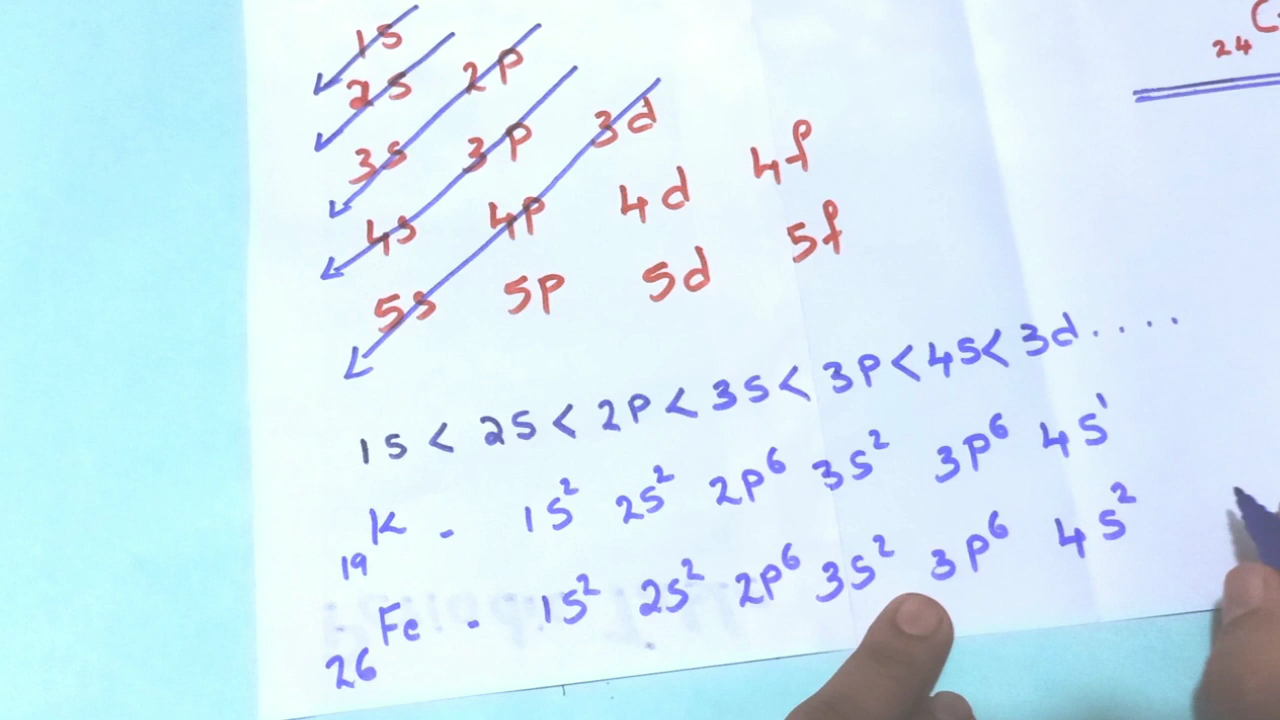 1s
2s 2p
3s 3p 3d
4s 4p 4d 4f
5s 5p 5d 5f
1s < 2s < 2p < 3s < 3p < 4s < 3d....
₁₉K - 1s² 2s² 2p⁶ 3s² 3p⁶ 4s¹
₂₆Fe - 1s² 2s² 2p⁶ 3s² 3p⁶ 4s²
₂₄C